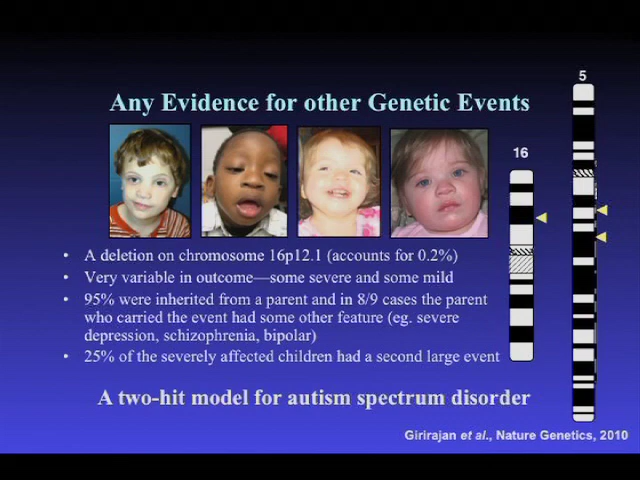 5
Any Evidence for other Genetic Events
16
• A deletion on chromosome 16p12.1 (accounts for 0.2%)
• Very variable in outcome—some severe and some mild
• 95% were inherited from a parent and in 8/9 cases the parent
who carried the event had some other feature (eg. severe
depression, schizophrenia, bipolar)
• 25% of the severely affected children had a second large event
A two-hit model for autism spectrum disorder
Girirajan et al., Nature Genetics, 2010